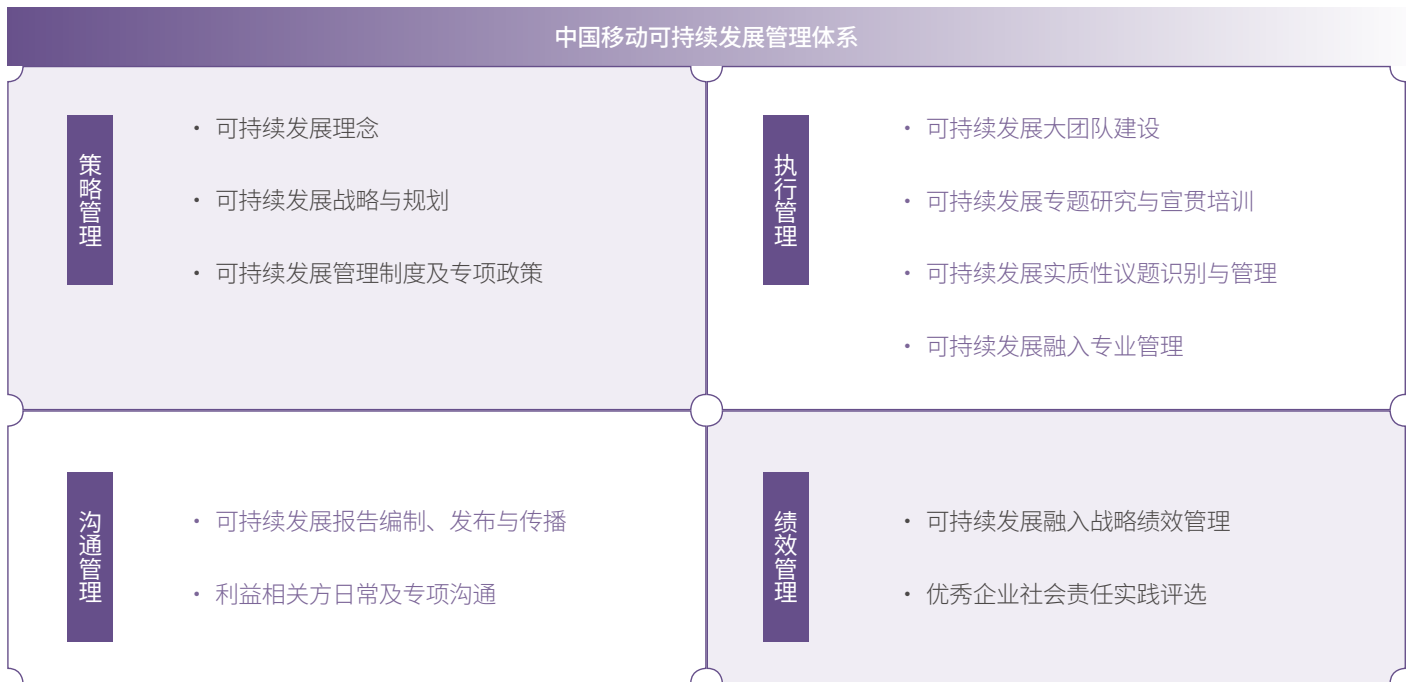 中国移动可持续发展管理体系
策略管理
· 可持续发展理念
· 可持续发展战略与规划
· 可持续发展管理制度及专项政策
执行管理
· 可持续发展大团队建设
· 可持续发展专题研究与宣贯培训
· 可持续发展实质性议题识别与管理
· 可持续发展融入专业管理
沟通管理
· 可持续发展报告编制、发布与传播
· 利益相关方日常及专项沟通
绩效管理
· 可持续发展融入战略绩效管理
· 优秀企业社会责任实践评选